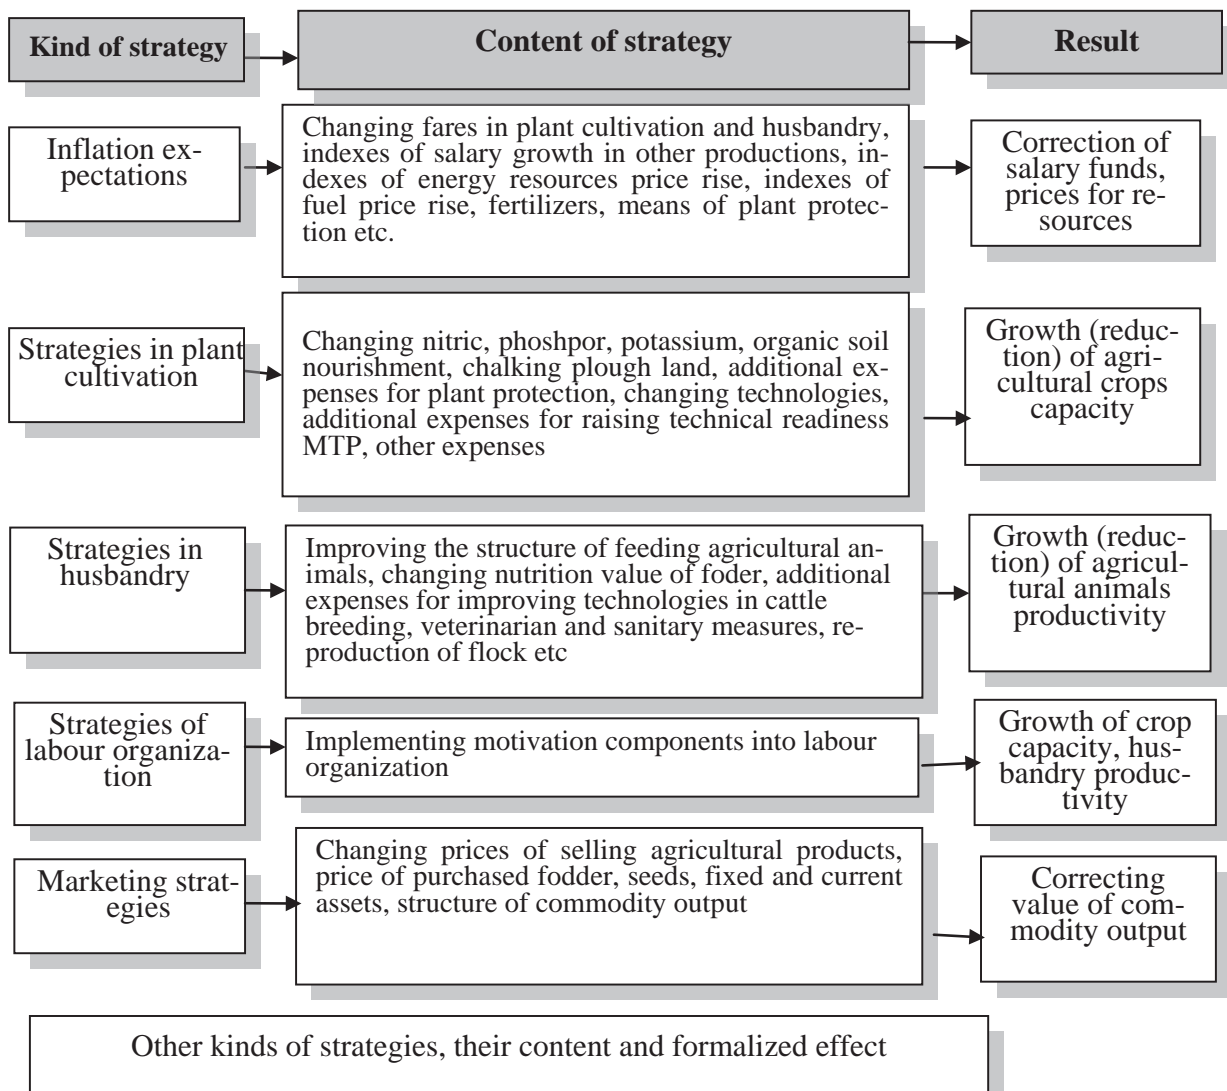 Kind of strategy
Content of strategy
Result
Inflation ex-
pectations
Changing fares in plant cultivation and husbandry,
indexes of salary growth in other productions, in-
dexes of energy resources price rise, indexes of
fuel price rise, fertilizers, means of plant protec-
tion etc.
Correction of
salary funds,
prices for re-
sources
Strategies in plant
cultivation
Changing nitric, phoshpor, potassium, organic soil
nourishment, chalking plough land, additional ex-
penses for plant protection, changing technologies,
additional expenses for raising technical readiness
MTP, other expenses
Growth (reduc-
tion) of agri-
cultural crops
capacity
Strategies in
husbandry
Improving the structure of feeding agricultural an-
imals, changing nutrition value of foder, additional
expenses for improving technologies in cattle
breeding, veterinarian and sanitary measures, re-
production of flock etc
Growth (reduc-
tion) of agricul-
tural animals
productivity
Strategies of
labour organiza-
tion
Implementing motivation components into labour
organization
Growth of crop
capacity, hus-
bandry produc-
tivity
Marketing strat-
egies
Changing prices of selling agricultural products,
price of purchased fodder, seeds, fixed and current
assets, structure of commodity output
Correcting
value of com-
modity output
Other kinds of strategies, their content and formalized effect